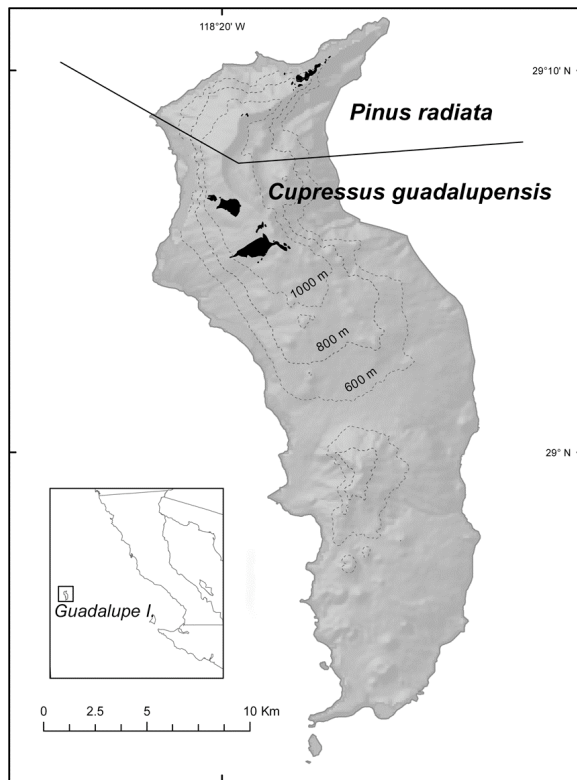 118°20' W
29°10' N
Pinus radiata
Cupressus guadalupensis
1000 m
800 m
600 m
29° N
Guadalupe I.
0 2.5 5 10 Km